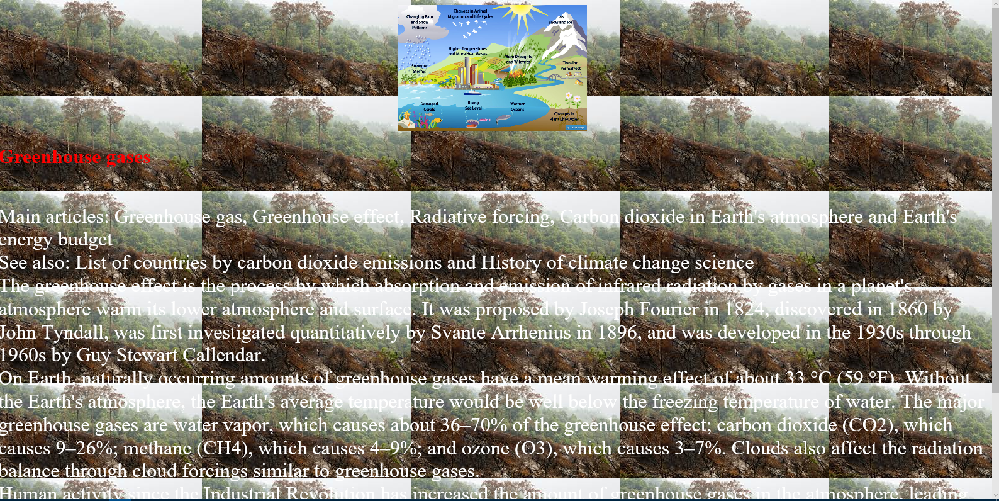 Changing Rain
and Snow
Patterns
Changes in Animal
Migration and Life Cycles
Less
Snow and Ice
Higher Temperatures
and More Heat Waves
More Droughts
and Wildfires
Stronger
Storms
Thawing
Permafrost
Damaged
Corals
Rising
Sea Level
Warmer
Oceans
Changes in
Plant Life Cycles
Share Image
Greenhouse gases
Main articles: Greenhouse gas, Greenhouse effect, Radiative forcing, Carbon dioxide in Earth's atmosphere and Earth's
energy budget
See also: List of countries by carbon dioxide emissions and History of climate change science
The greenhouse effect is the process by which absorption and emission of infrared radiation by gases in a planet's
atmosphere warm its lower atmosphere and surface. It was proposed by Joseph Fourier in 1824, discovered in 1860 by
John Tyndall, was first investigated quantitatively by Svante Arrhenius in 1896, and was developed in the 1930s through
1960s by Guy Stewart Callendar.
On Earth, naturally occurring amounts of greenhouse gases have a mean warming effect of about 33 °C (59 °F). Without
the Earth's atmosphere, the Earth's average temperature would be well below the freezing temperature of water. The major
greenhouse gases are water vapor, which causes about 36–70% of the greenhouse effect; carbon dioxide (CO2), which
causes 9–26%; methane (CH4), which causes 4–9%; and ozone (O3), which causes 3–7%. Clouds also affect the radiation
balance through cloud forcings similar to greenhouse gases.
Human activity since the Industrial Revolution has increased the amount of greenhouse gases in the atmosphere, leading